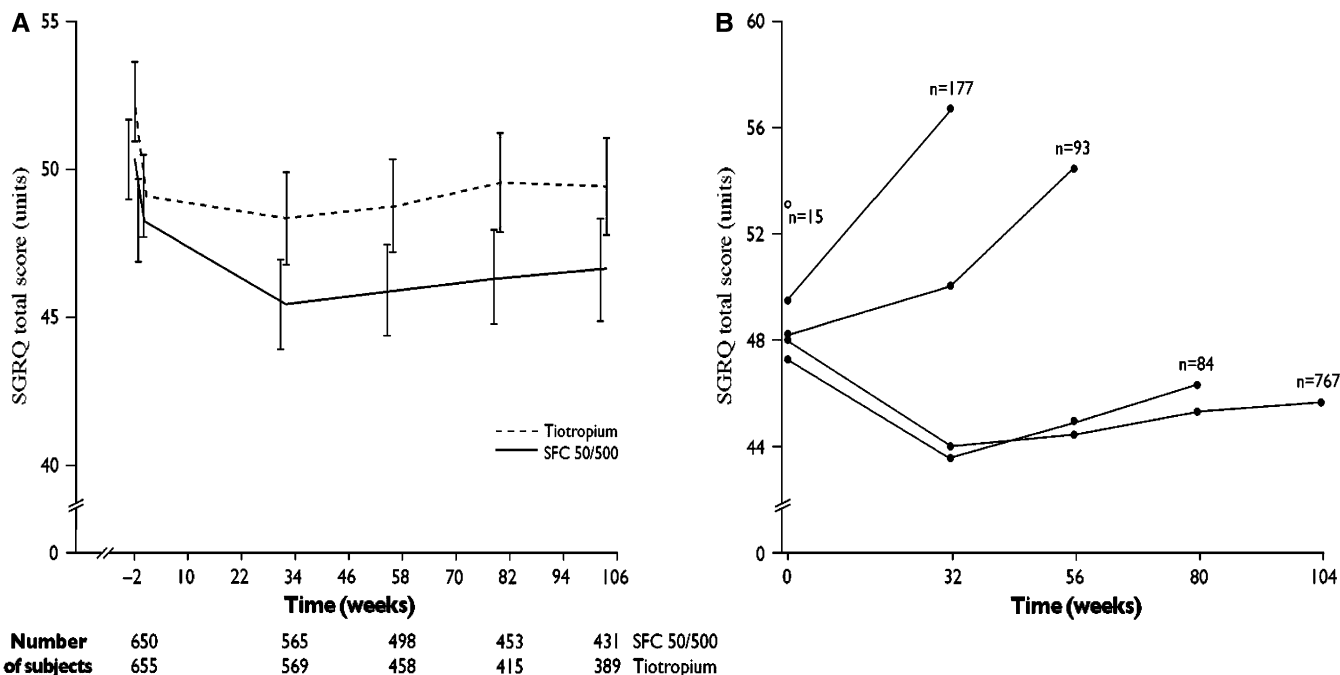 A
55
50
45
40
0
SGRQ total score (units)
Tiotropium
SFC 50/500
–2 10 22 34 46 58 70 82 94 106
Time (weeks)
Number of subjects
650 565 498 453 431 SFC 50/500
655 569 458 415 389 Tiotropium
B
60
56
52
48
44
0
SGRQ total score (units)
n=177
n=93
n=15
n=84
n=767
0 32 56 80 104
Time (weeks)